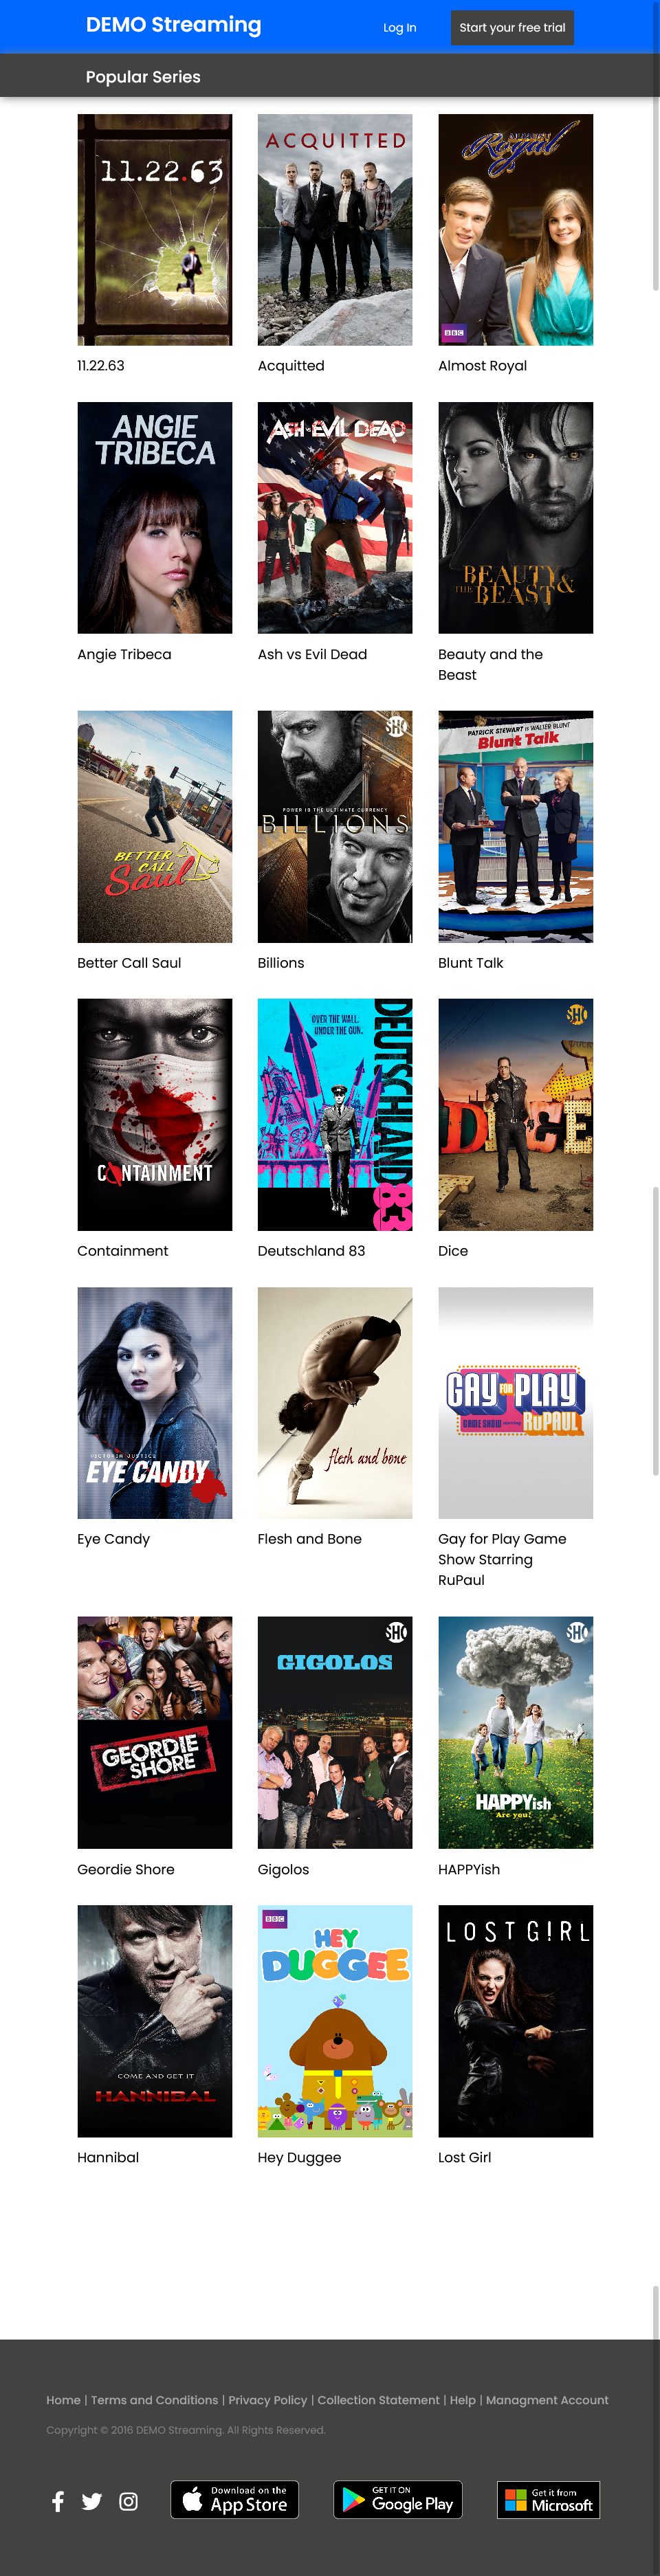 DEMO Streaming
Log In
Start your free trial
Popular Series
11.22.63
ACQUITTED
ALMOST
Royal
BBC
11.22.63
Acquitted
Almost Royal
ANGIE
TRIBECA
ASH VS EVIL DEAD
BEAUTY &
THE BEAST
Angie Tribeca
Ash vs Evil Dead
Beauty and the
Beast
BETTER
CALL
Saul
SHO
POWER IS THE ULTIMATE CURRENCY
BILLIONS
PATRICK STEWART IS WALTER BLUNT
Blunt Talk
Better Call Saul
Billions
Blunt Talk
CONTAINMENT
OVER THE WALL.
UNDER THE GUN.
DEUTSCHLAND
83
SHO
DICE
Containment
Deutschland 83
Dice
VICTORIA JUSTICE
EYE CANDY
flesh and bone
GAY FOR PLAY
GAME SHOW STARRING
RUPAUL
Eye Candy
Flesh and Bone
Gay for Play Game
Show Starring
RuPaul
GEORDIE
SHORE
SHO
GIGOLOS
SHO
HAPPYish
Are you?
Geordie Shore
Gigolos
HAPPYish
COME AND GET IT
HANNIBAL
BBC
HEY
DUGGEE
LOST G!RL
Hannibal
Hey Duggee
Lost Girl
Home | Terms and Conditions | Privacy Policy | Collection Statement | Help | Managment Account
Copyright © 2016 DEMO Streaming. All Rights Reserved.
Download on the
App Store
GET IT ON
Google Play
Get it from
Microsoft